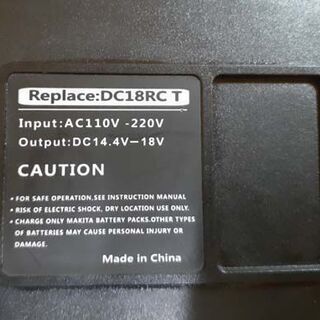 Replace:DC18RC T
Input:AC110V -220V
Output:DC14.4V—18V
CAUTION
• FOR SAFE OPERATION.SEE INSTRUCTION MANUAL
• RISK OF ELECTRIC SHOCK, DRY LOCATION USE ONLY.
• CHARGE ONLY MAKITA BATTERY PACKS.OTHER TYPES
OF BATTERIES MAY CAUSE PERSONAL INJURY OR
DAMAGE.
Made in China